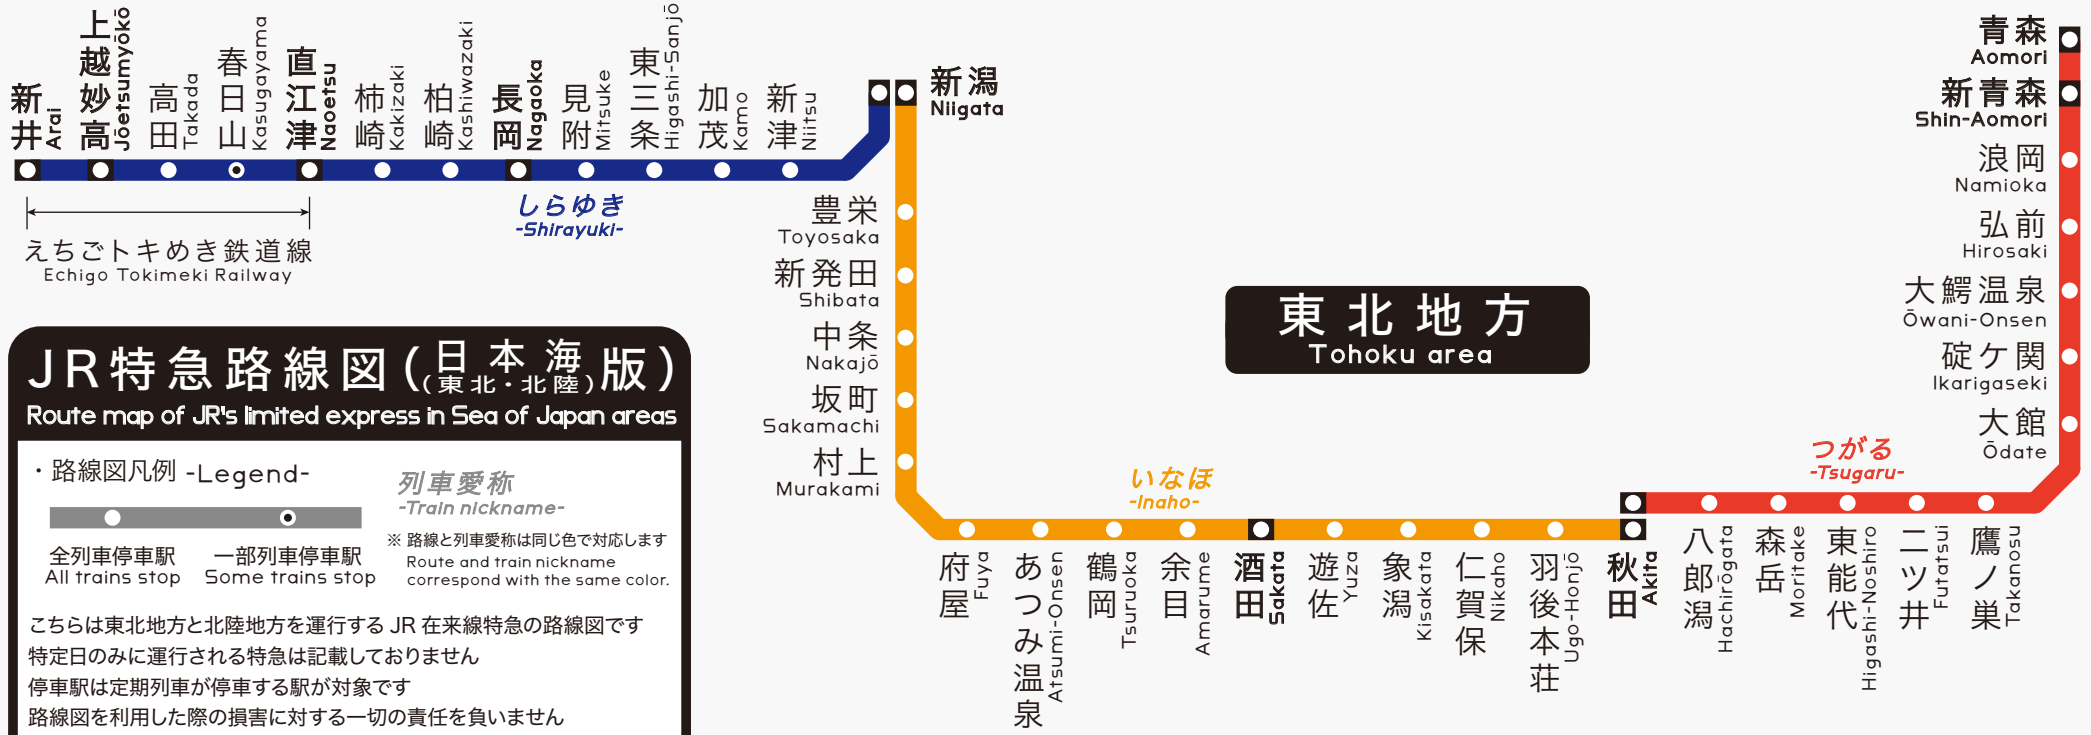 新井
Arai
上越妙高
Jōetsumyōkō
高田
Takada
春日山
Kasugayama
直江津
Naoetsu
柿崎
Kakizaki
柏崎
Kashiwazaki
長岡
Nagaoka
見附
Mitsuke
東三条
Higashi-Sanjō
加茂
Kamo
新津
Niitsu
新潟
Niigata
しらゆき
-Shirayuki-
えちごトキめき鉄道線
Echigo Tokimeki Railway
豊栄
Toyosaka
新発田
Shibata
中条
Nakajō
坂町
Sakamachi
村上
Murakami
いなほ
-Inaho-
府屋
Fuya
あつみ温泉
Atsumi-Onsen
鶴岡
Tsuruoka
余目
Amarume
酒田
Sakata
遊佐
Yuza
象潟
Kisakata
仁賀保
Nikaho
羽後本荘
Ugo-Honjō
秋田
Akita
八郎潟
Hachirōgata
森岳
Moritake
東能代
Higashi-Noshiro
二ツ井
Futatsui
鷹ノ巣
Takanosu
つがる
-Tsugaru-
青森
Aomori
新青森
Shin-Aomori
浪岡
Namioka
弘前
Hirosaki
大鰐温泉
Ōwani-Onsen
碇ケ関
Ikarigaseki
大館
Ōdate
東北地方
Tohoku area
JR特急路線図(日本海(東北・北陸)版)
Route map of JR's limited express in Sea of Japan areas
・路線図凡例 -Legend-
列車愛称
-Train nickname-
全列車停車駅
All trains stop
一部列車停車駅
Some trains stop
※ 路線と列車愛称は同じ色で対応します
Route and train nickname
correspond with the same color.
こちらは東北地方と北陸地方を運行する JR 在来線特急の路線図です
特定日のみに運行される特急は記載しておりません
停車駅は定期列車が停車する駅が対象です
路線図を利用した際の損害に対する一切の責任を負いません